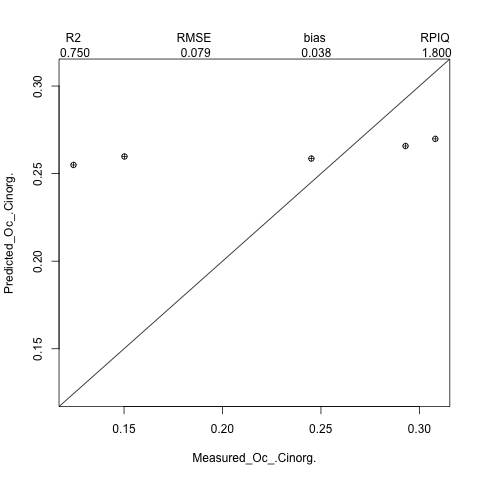 R2 RMSE bias RPIQ
0.750 0.079 0.038 1.800
0.30
0.25
0.20
0.15
Predicted_Oc_.Cinorg.
0.15 0.20 0.25 0.30
Measured_Oc_.Cinorg.